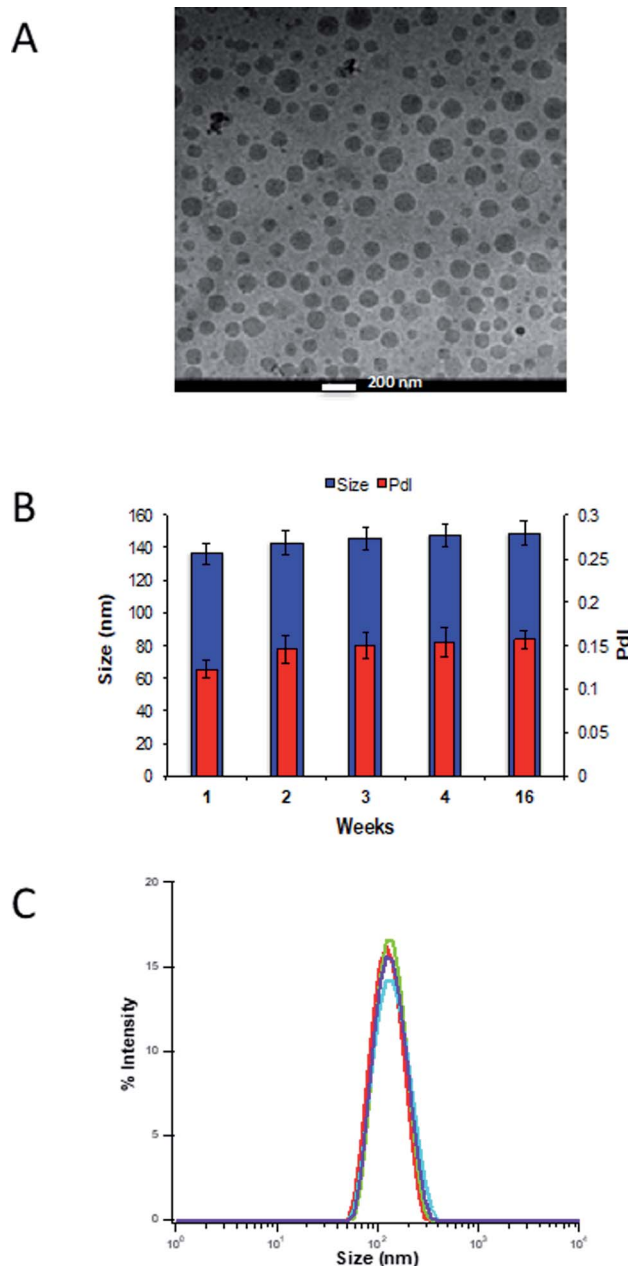 A
200 nm
B
Size PdI
160 0.3
140 0.25
120
100 0.2
80 0.15
60 0.1
40 0.05
20
0 0
Size (nm)
PdI
1 2 3 4 16
Weeks
C
20
15
10
5
0
% Intensity
10⁰ 10¹ 10² 10³ 10⁴
Size (nm)